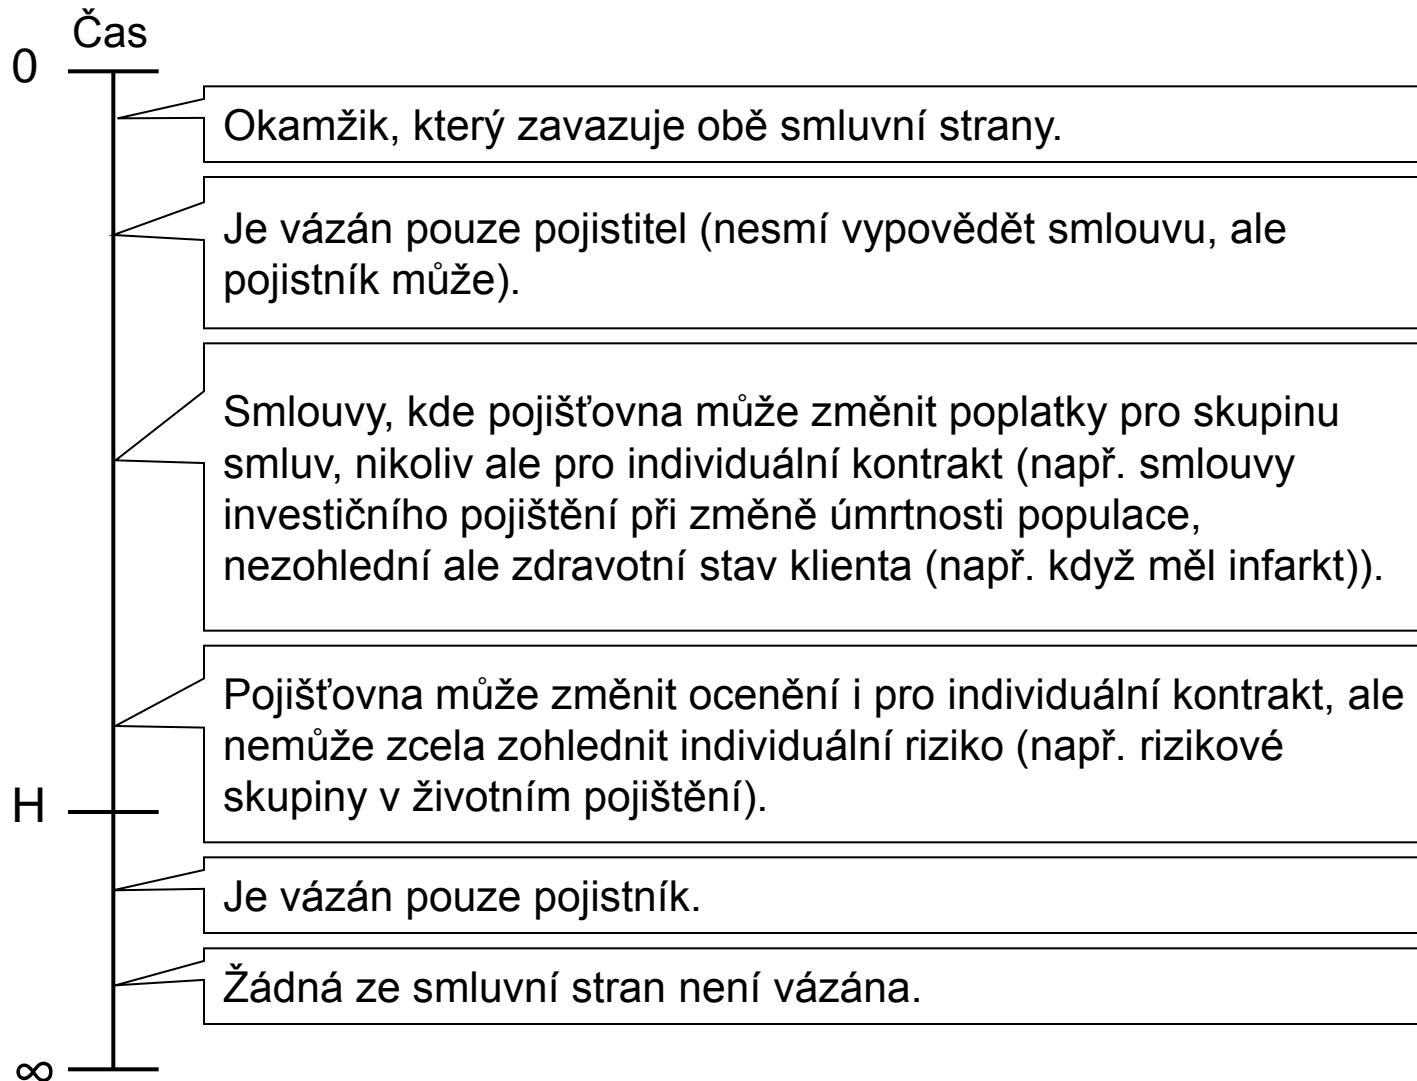 Čas
0
Okamžik, který zavazuje obě smluvní strany.
Je vázán pouze pojistitel (nesmí vypovědět smlouvu, ale
pojistník může).
Smlouvy, kde pojišťovna může změnit poplatky pro skupinu
smluv, nikoliv ale pro individuální kontrakt (např. smlouvy
investičního pojištění při změně úmrtnosti populace,
nezohlední ale zdravotní stav klienta (např. když měl infarkt)).
Pojišťovna může změnit ocenění i pro individuální kontrakt, ale
nemůže zcela zohlednit individuální riziko (např. rizikové
skupiny v životním pojištění).
H
Je vázán pouze pojistník.
Žádná ze smluvní stran není vázána.
∞